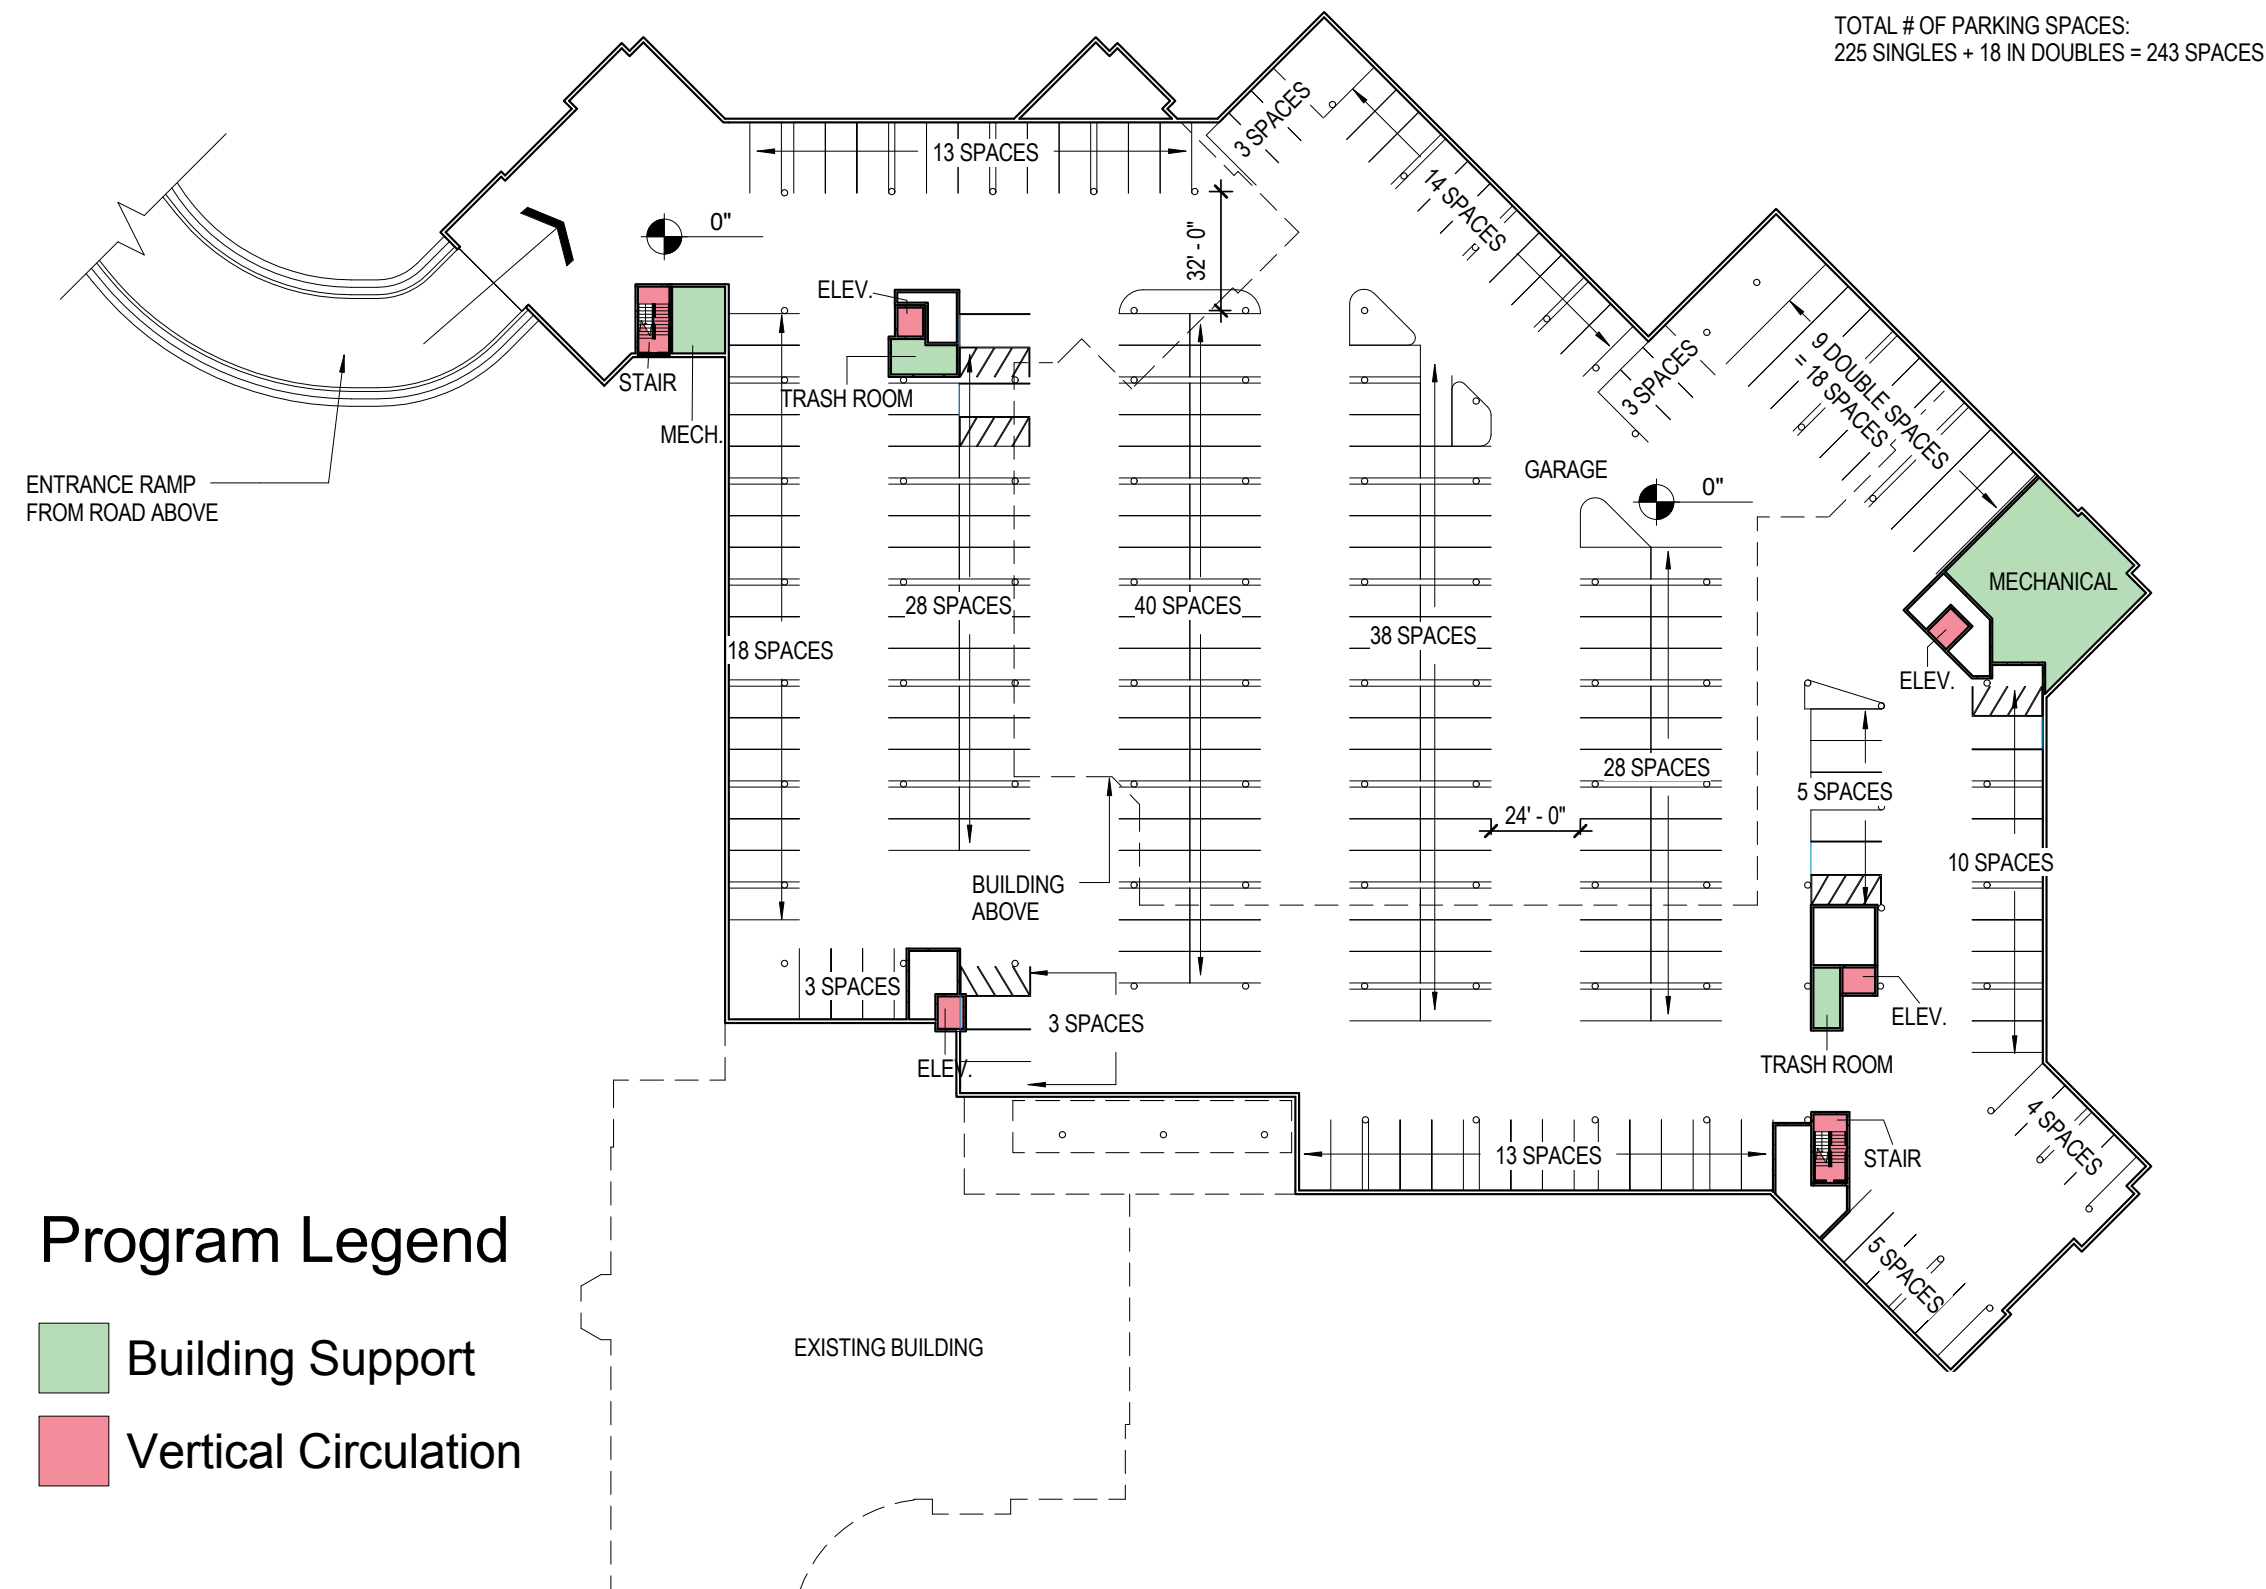 TOTAL # OF PARKING SPACES:
225 SINGLES + 18 IN DOUBLES = 243 SPACES
3 SPACES
13 SPACES
14 SPACES
0"
32' - 0"
ELEV.
3 SPACES
9 DOUBLE SPACES
= 18 SPACES
STAIR
TRASH ROOM
MECH.
GARAGE
0"
ENTRANCE RAMP
FROM ROAD ABOVE
MECHANICAL
28 SPACES
40 SPACES
38 SPACES
18 SPACES
ELEV.
28 SPACES
5 SPACES
24' - 0"
10 SPACES
BUILDING
ABOVE
3 SPACES
3 SPACES
ELEV.
ELEV.
TRASH ROOM
4 SPACES
13 SPACES
STAIR
5 SPACES
Program Legend
EXISTING BUILDING
Building Support
Vertical Circulation